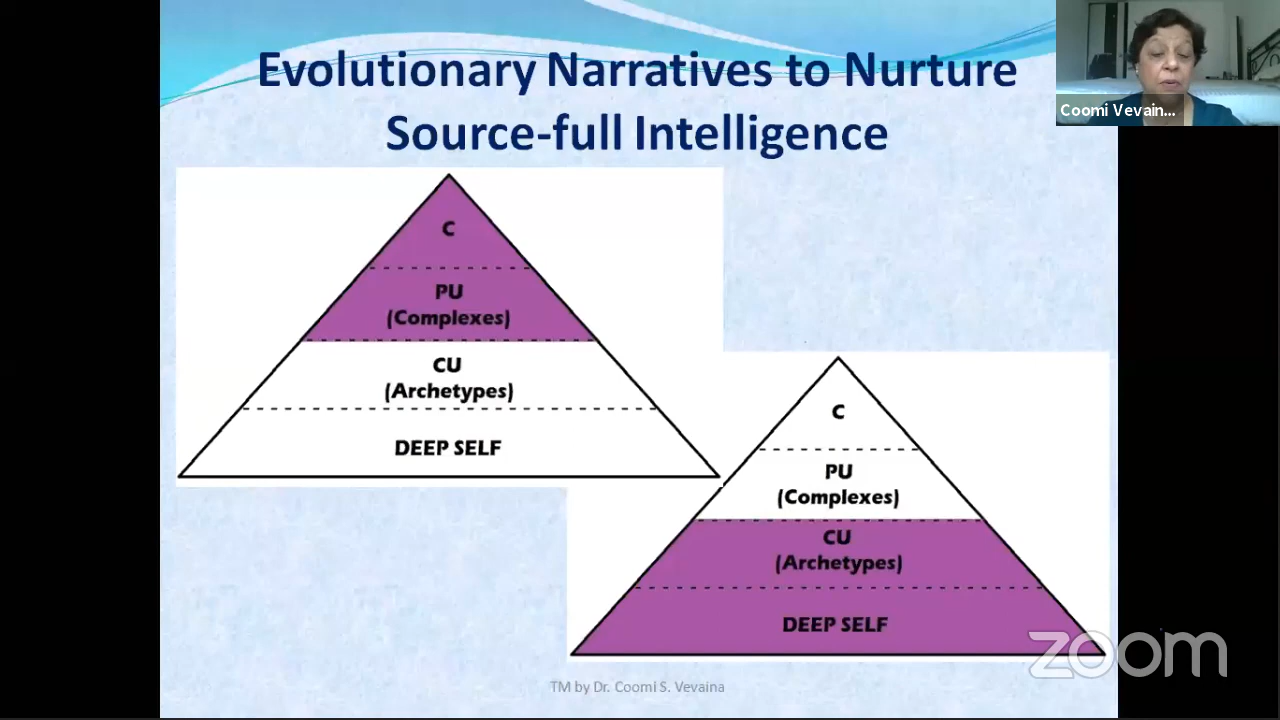 Evolutionary Narratives to Nurture
Source-full Intelligence
Coomi Vevain...
C
PU
(Complexes)
CU
(Archetypes)
DEEP SELF
C
PU
(Complexes)
CU
(Archetypes)
DEEP SELF
zoom
TM by Dr. Coomi S. Vevaina